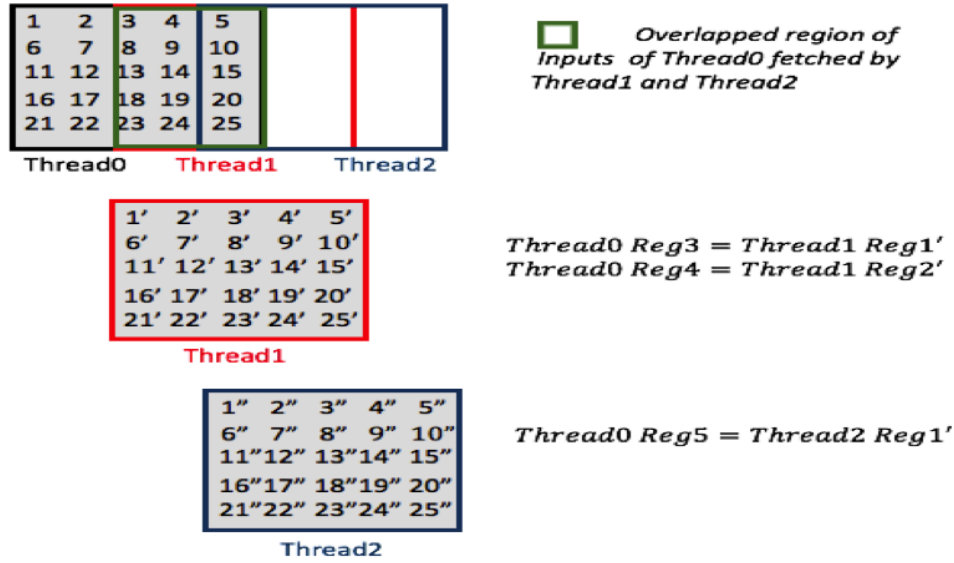 1 2 3 4 5
6 7 8 9 10
11 12 13 14 15
16 17 18 19 20
21 22 23 24 25
Thread0 Thread1 Thread2
Overlapped region of
Inputs of Thread0 fetched by
Thread1 and Thread2
1′ 2′ 3′ 4′ 5′
6′ 7′ 8′ 9′ 10′
11′ 12′ 13′ 14′ 15′
16′ 17′ 18′ 19′ 20′
21′ 22′ 23′ 24′ 25′
Thread1
Thread0 Reg3 = Thread1 Reg1′
Thread0 Reg4 = Thread1 Reg2′
1″ 2″ 3″ 4″ 5″
6″ 7″ 8″ 9″ 10″
11″12″ 13″14″ 15″
16″17″ 18″19″ 20″
21″22″ 23″24″ 25″
Thread2
Thread0 Reg5 = Thread2 Reg1′